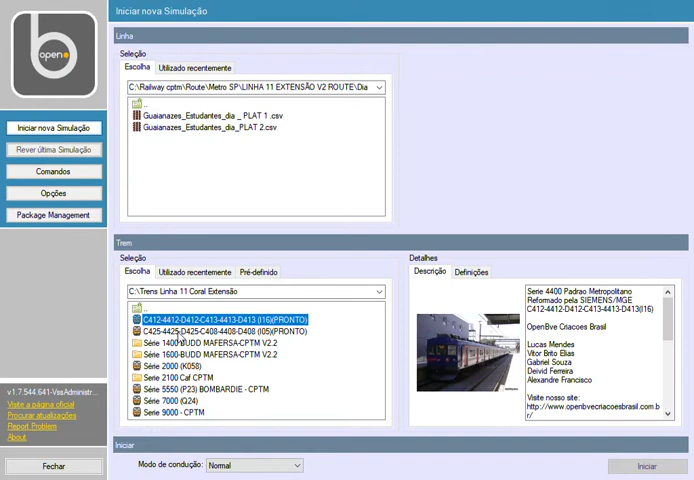 Iniciar nova Simulação
open
Linha
Seleção
Escolha
Utilizado recentemente
C:\Railway cptm\Route\Metro SP\LINHA 11 EXTENSÃO V2 ROUTE\Dia
..
Guaianazes_Estudantes_dia _ PLAT 1 .csv
Guaianazes_Estudantes_dia_PLAT 2.csv
Iniciar nova Simulação
Rever última Simulação
Comandos
Opções
Package Management
Trem
Seleção
Escolha
Utilizado recentemente
Pré-definido
C:\Trens Linha 11 Coral Extensão
..
C412-4412-D412-C413-4413-D413 (I16)(PRONTO)
C425-4425-D425-C408-4408-D408 (I05)(PRONTO)
Série 1400-BUDD MAFERSA-CPTM V2.2
Série 1600-BUDD MAFERSA-CPTM V2.2
Série 2000 (K058)
Série 2100 Caf CPTM
Série 5550 (P23) BOMBARDIE - CPTM
Série 7000 (Q24)
Série 9000 - CPTM
Detalhes
Descrição
Definições
Serie 4400 Padrao Metropolitano
Reformado pela SIEMENS/MGE
C412-4412-D412-C413-4413-D413(I16)
OpenBve Criacoes Brasil
Lucas Mendes
Vitor Brito Elias
Gabriel Souza
Deivid Ferreira
Alexandre Francisco
Visite nosso site:
http://www.openbvecriacoesbrasil.com.b
r/
v1.7.544.641-VssAdministr...
Visite a página oficial
Procurar atualizações
Report Problem
About
Fechar
Iniciar
Modo de condução:
Normal
Iniciar